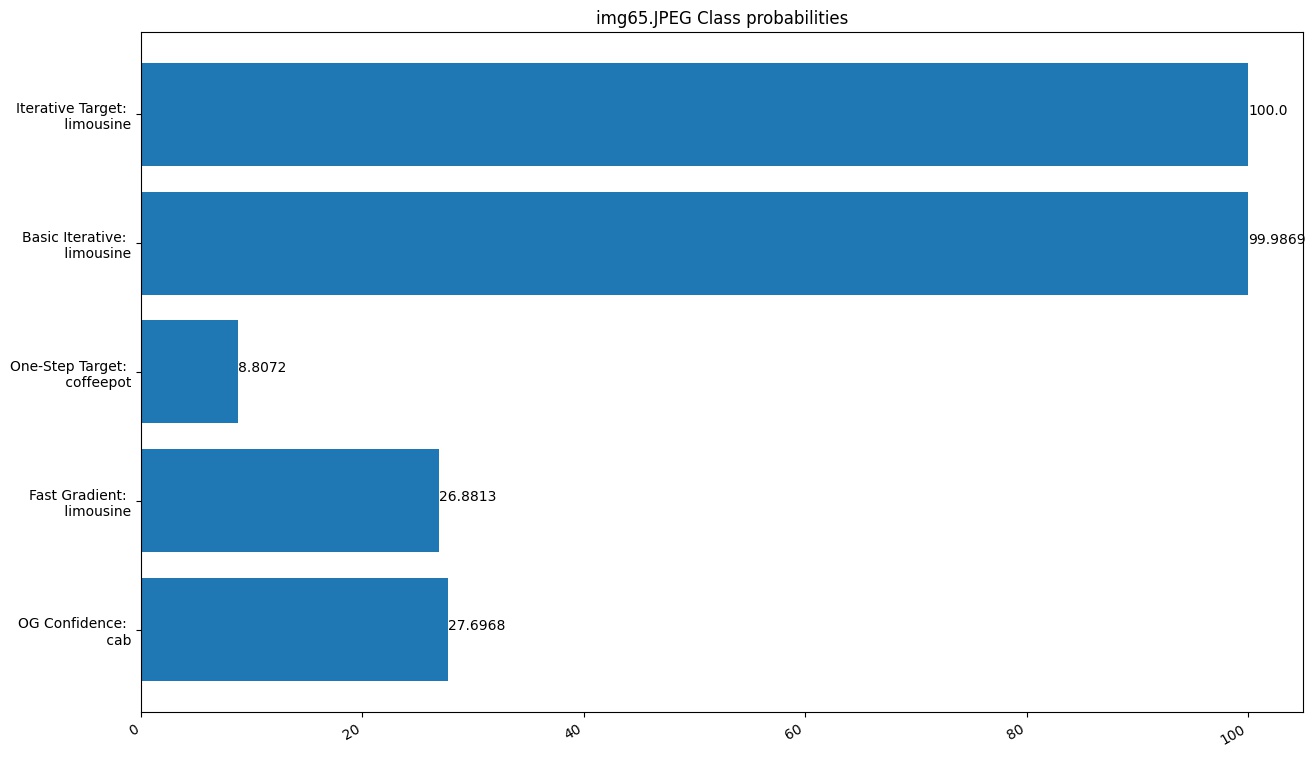 img65.JPEG Class probabilities
Iterative Target:
limousine
100.0
Basic Iterative:
limousine
99.9869
One-Step Target:
coffeepot
8.8072
Fast Gradient:
limousine
26.8813
OG Confidence:
cab
27.6968
0
20
40
60
80
100